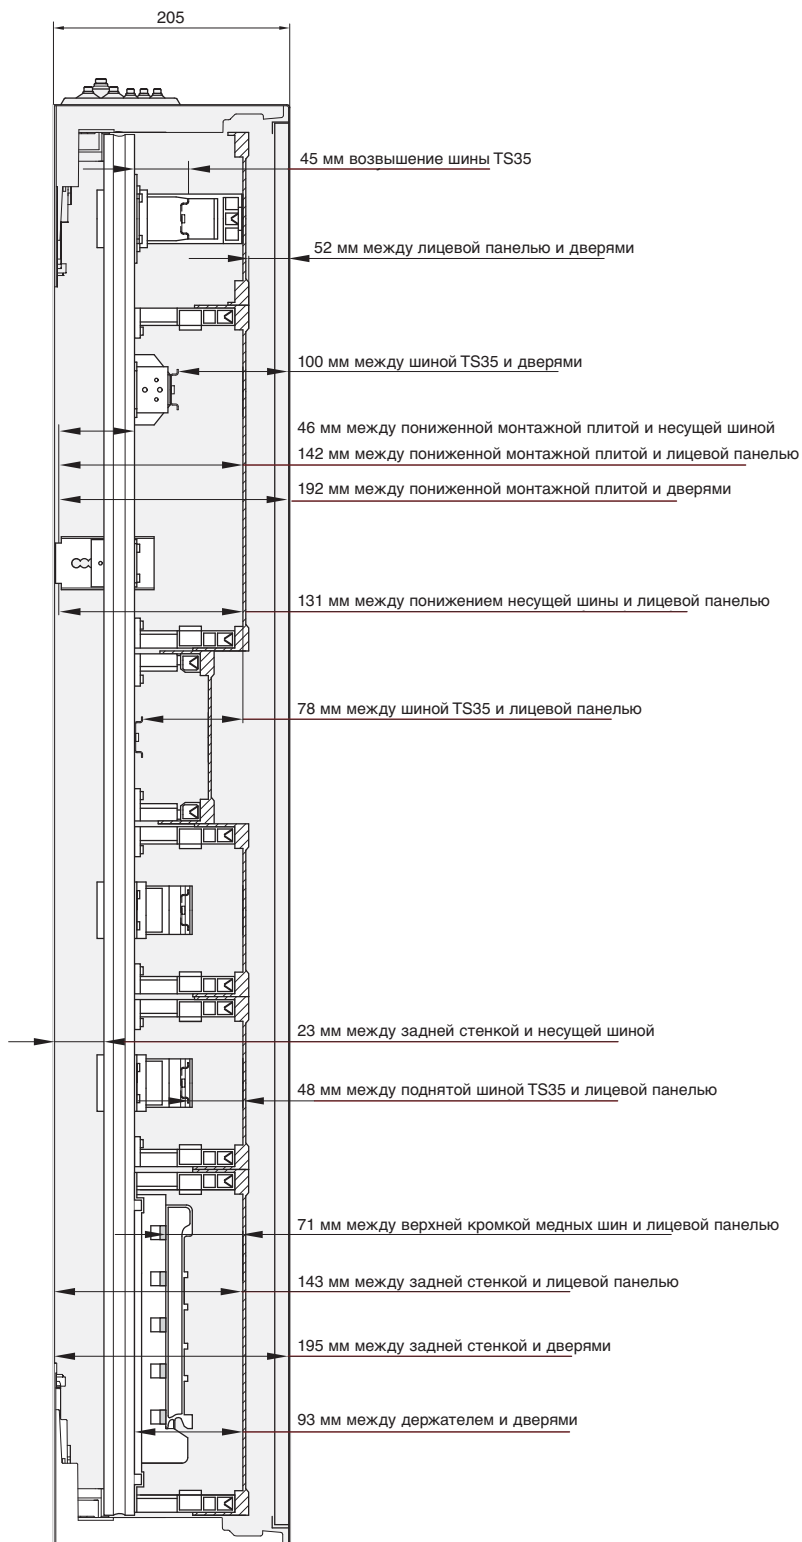 205
45 мм возвышение шины TS35
52 мм между лицевой панелью и дверями
100 мм между шиной TS35 и дверями
46 мм между пониженной монтажной плитой и несущей шиной
142 мм между пониженной монтажной плитой и лицевой панелью
192 мм между пониженной монтажной плитой и дверями
131 мм между понижением несущей шины и лицевой панелью
78 мм между шиной TS35 и лицевой панелью
23 мм между задней стенкой и несущей шиной
48 мм между поднятой шиной TS35 и лицевой панелью
71 мм между верхней кромкой медных шин и лицевой панелью
143 мм между задней стенкой и лицевой панелью
195 мм между задней стенкой и дверями
93 мм между держателем и дверями